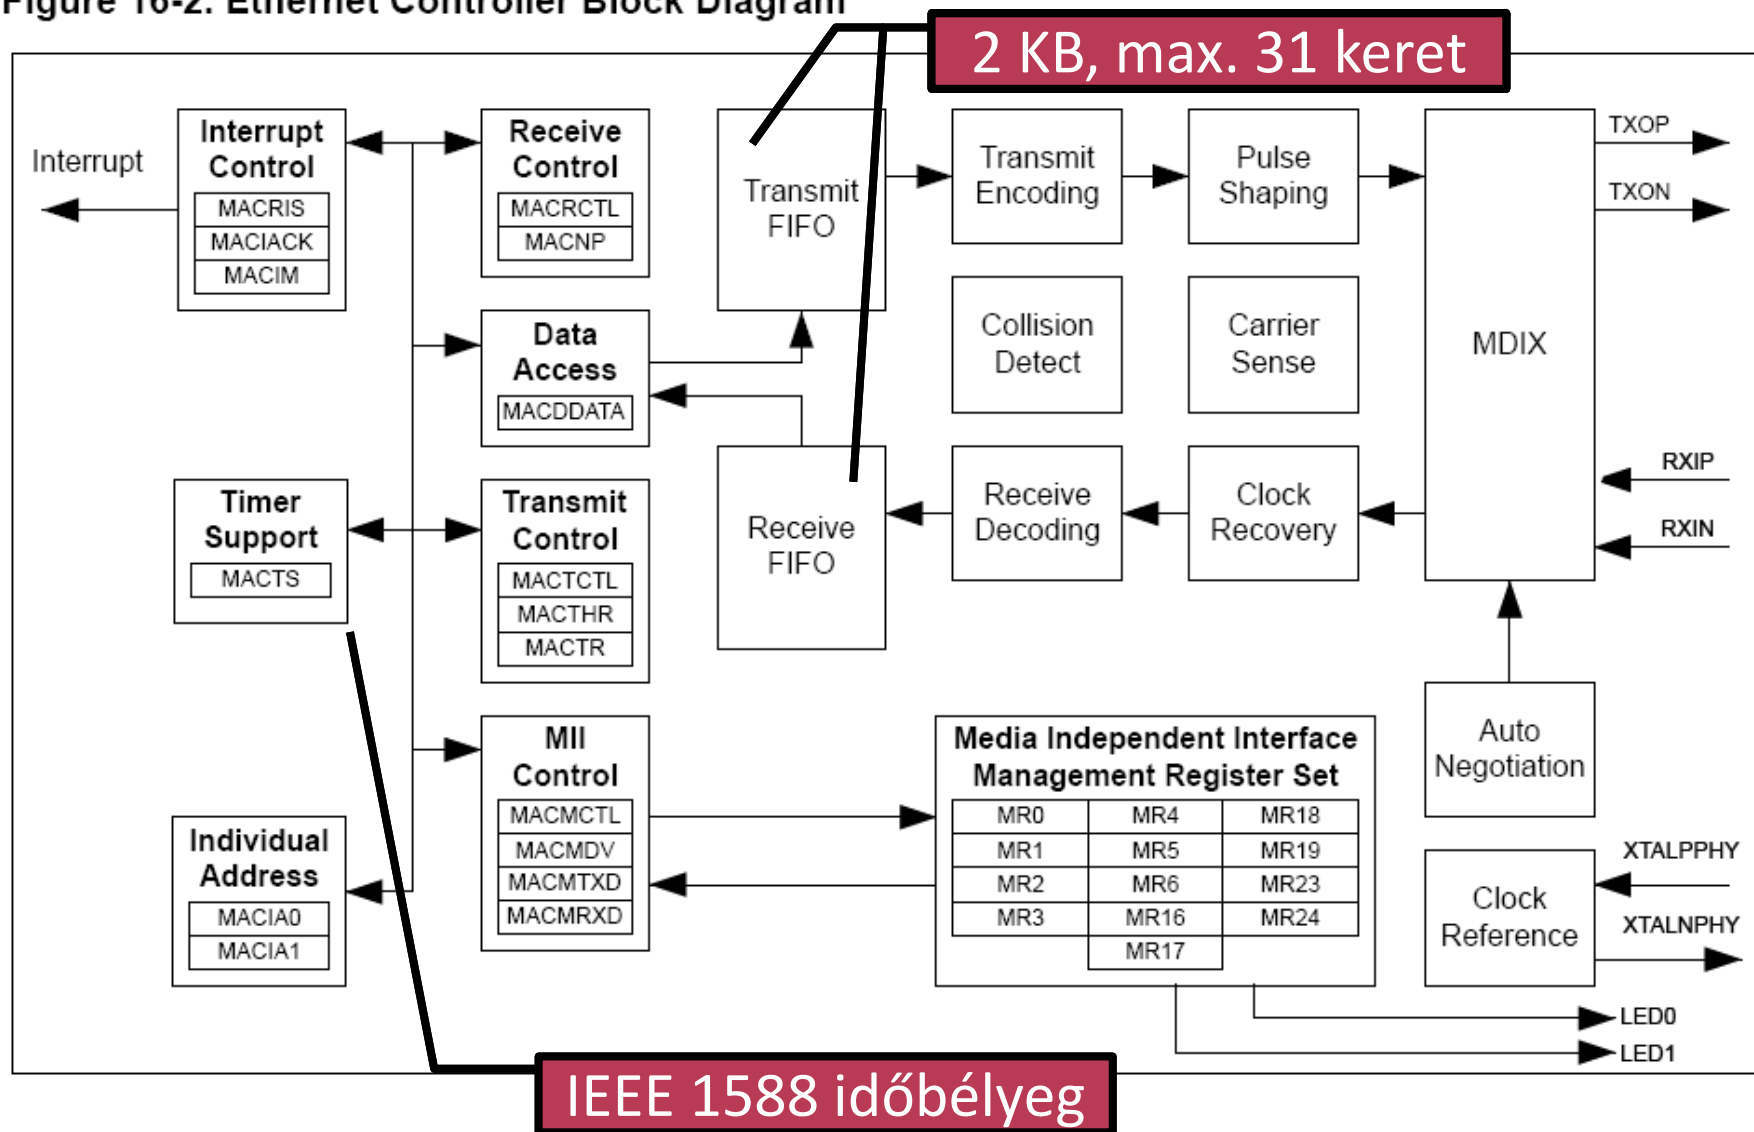 Figure 16-2. Ethernet Controller Block Diagram
2 KB, max. 31 keret
Interrupt
Interrupt
Control
MACRIS
MACIACK
MACIM
Receive
Control
MACRCTL
MACNP
Transmit
FIFO
Transmit
Encoding
Pulse
Shaping
MDIX
TXOP
TXON
Data
Access
MACDDATA
Collision
Detect
Carrier
Sense
Timer
Support
MACTS
Transmit
Control
MACTCTL
MACTHR
MACTR
Receive
FIFO
Receive
Decoding
Clock
Recovery
RXIP
RXIN
Individual
Address
MACIA0
MACIA1
MII
Control
MACMCTL
MACMDV
MACMTXD
MACMRXD
Media Independent Interface
Management Register Set
MR0 MR4 MR18
MR1 MR5 MR19
MR2 MR6 MR23
MR3 MR16 MR24
MR17
Auto
Negotiation
Clock
Reference
XTALPPHY
XTALNPHY
LED0
LED1
IEEE 1588 időbélyeg